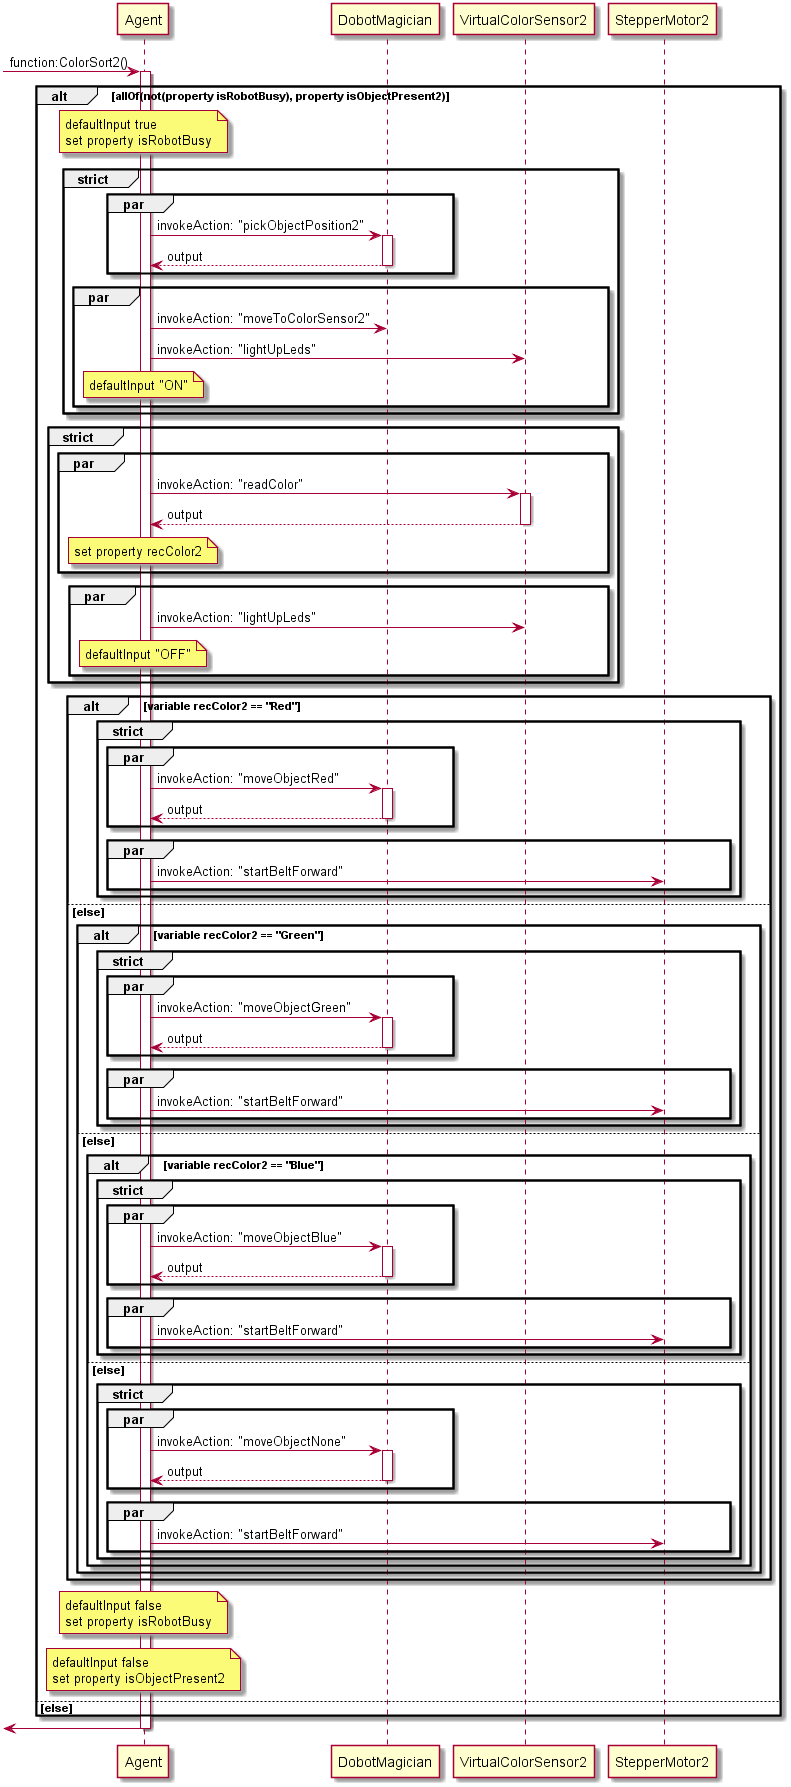 Agent DobotMagician VirtualColorSensor2 StepperMotor2
function:ColorSort2()
alt [allOf(not(property isRobotBusy), property isObjectPresent2)]
defaultInput true
set property isRobotBusy
strict
par
invokeAction: "pickObjectPosition2"
output
par
invokeAction: "moveToColorSensor2"
invokeAction: "lightUpLeds"
defaultInput "ON"
strict
par
invokeAction: "readColor"
output
set property recColor2
par
invokeAction: "lightUpLeds"
defaultInput "OFF"
alt [variable recColor2 == "Red"]
strict
par
invokeAction: "moveObjectRed"
output
par
invokeAction: "startBeltForward"
[else]
alt [variable recColor2 == "Green"]
strict
par
invokeAction: "moveObjectGreen"
output
par
invokeAction: "startBeltForward"
[else]
alt [variable recColor2 == "Blue"]
strict
par
invokeAction: "moveObjectBlue"
output
par
invokeAction: "startBeltForward"
[else]
strict
par
invokeAction: "moveObjectNone"
output
par
invokeAction: "startBeltForward"
defaultInput false
set property isRobotBusy
defaultInput false
set property isObjectPresent2
[else]
Agent DobotMagician VirtualColorSensor2 StepperMotor2